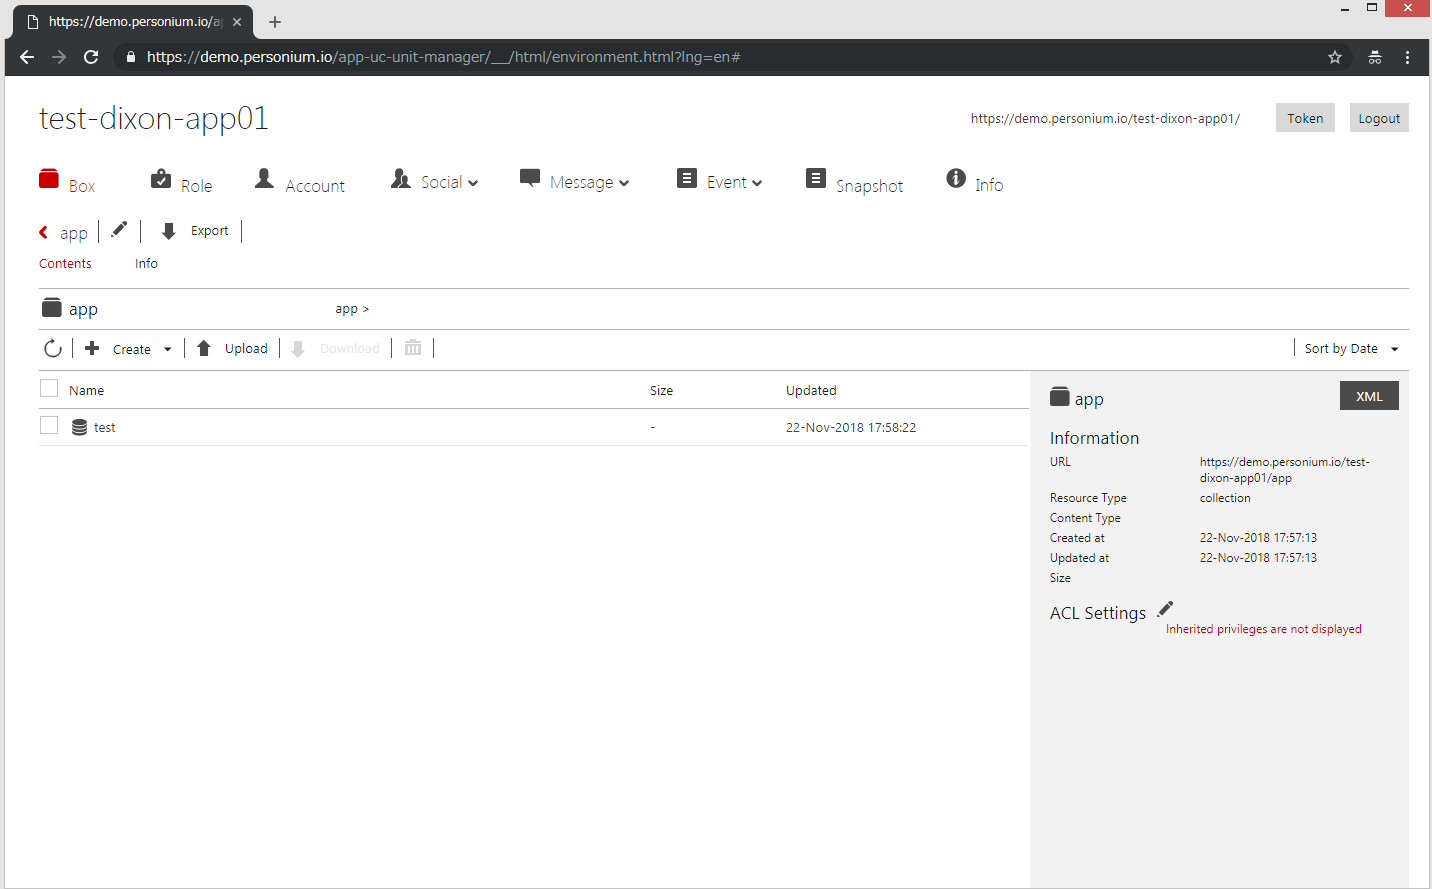 https://demo.personium.io/a
https://demo.personium.io/app-uc-unit-manager/__/html/environment.html?lng=en#
test-dixon-app01
https://demo.personium.io/test-dixon-app01/
Token
Logout
Box
Role
Account
Social
Message
Event
Snapshot
Info
app
Export
Contents
Info
app
app >
Create
Upload
Download
Sort by Date
Name
Size
Updated
test
-
22-Nov-2018 17:58:22
app
XML
Information
URL
https://demo.personium.io/test-
dixon-app01/app
Resource Type
collection
Content Type
Created at
22-Nov-2018 17:57:13
Updated at
22-Nov-2018 17:57:13
Size
ACL Settings
Inherited privileges are not displayed